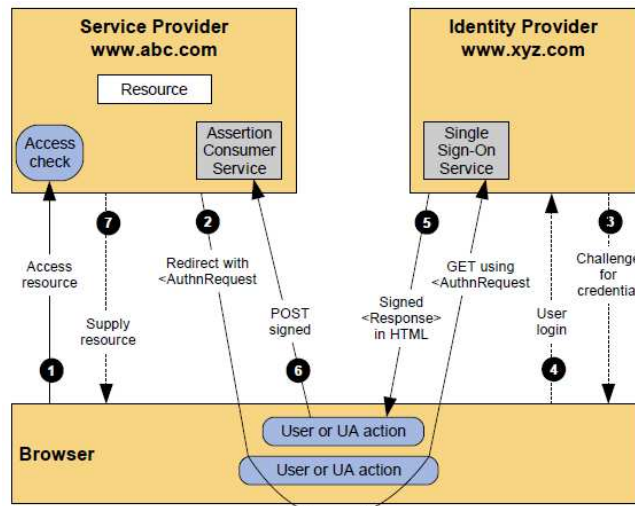 Service Provider
www.abc.com
Identity Provider
www.xyz.com
Resource
Access
check
Assertion
Consumer
Service
Single
Sign-On
Service
7
2
5
3
Redirect with
<AuthnRequest
GET using
<AuthnRequest
Challenge
for
credential
Access
resource
Supply
resource
POST
signed
Signed
<Response>
in HTML
User
login
1
6
4
User or UA action
Browser
User or UA action